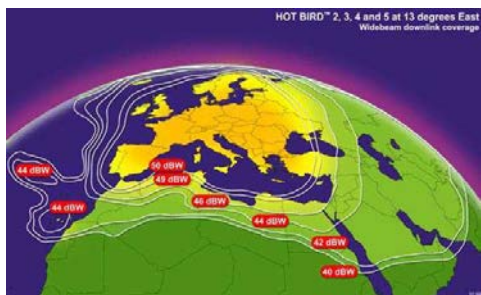 HOT BIRD™ 2, 3, 4 and 5 at 13 degrees East
Widebeam downlink coverage
50 dBW
44 dBW
49 dBW
46 dBW
44 dBW
44 dBW
42 dBW
40 dBW